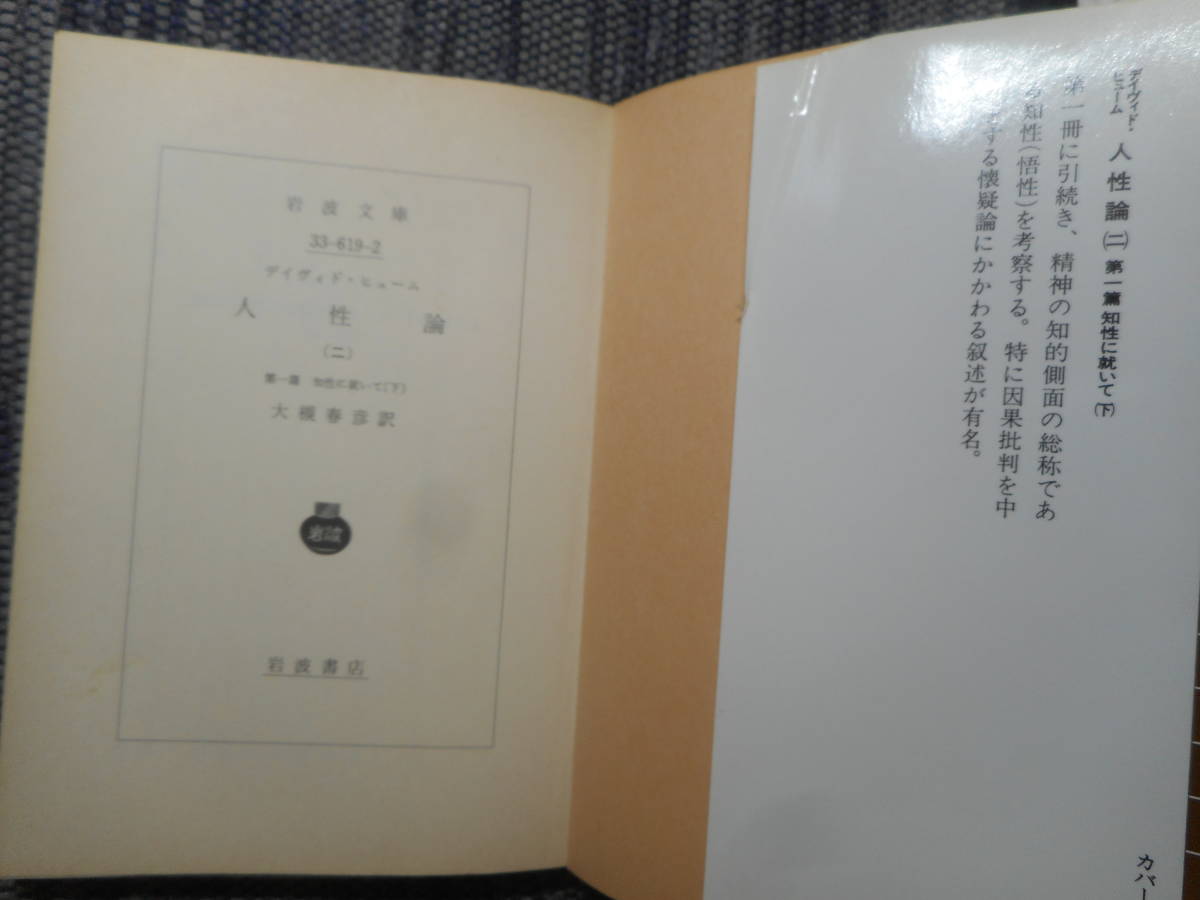 岩波文庫
33-619-2
デイヴィド・ヒューム
人性論
(二)
第一篇 知性に就いて(下)
大槻春彦訳
岩波
岩波書店
デイヴィド・ヒューム 人性論(二) 第一篇 知性に就いて(下)
第一冊に引続き、精神の知的側面の総称であ
る知性(悟性)を考察する。特に因果批判を中
する懐疑論にかかわる叙述が有名。
カバー